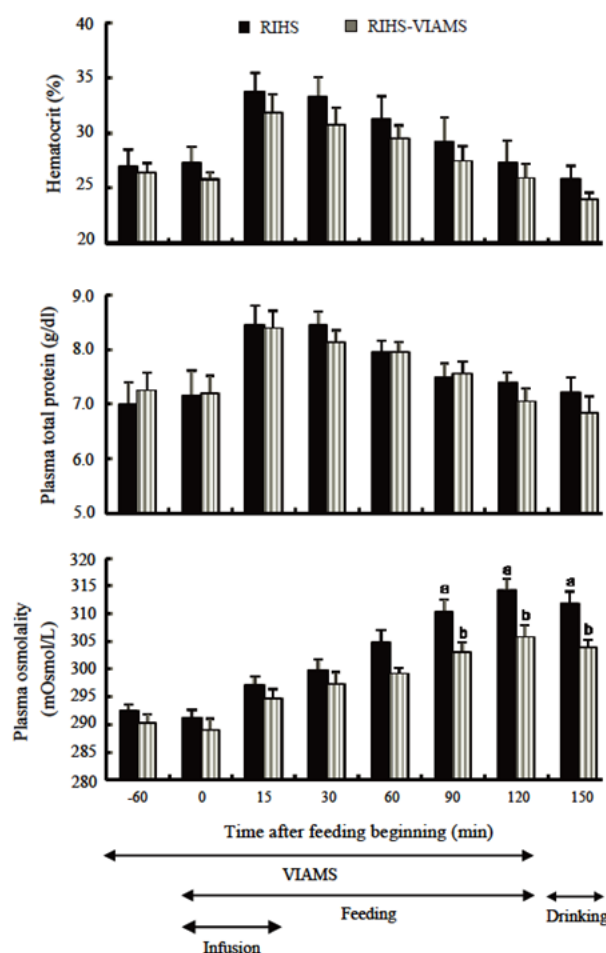 RIHS RIHS-VIAMS
Hematocrit (%)
40
35
30
25
20
Plasma total protein (g/dl)
9.0
8.0
7.0
6.0
5.0
Plasma osmolality
(mOsmol/L)
320
315
310
305
300
295
290
285
280
a
b
a
b
a
b
-60 0 15 30 60 90 120 150
Time after feeding beginning (min)
VIAMS
Feeding
Drinking
Infusion